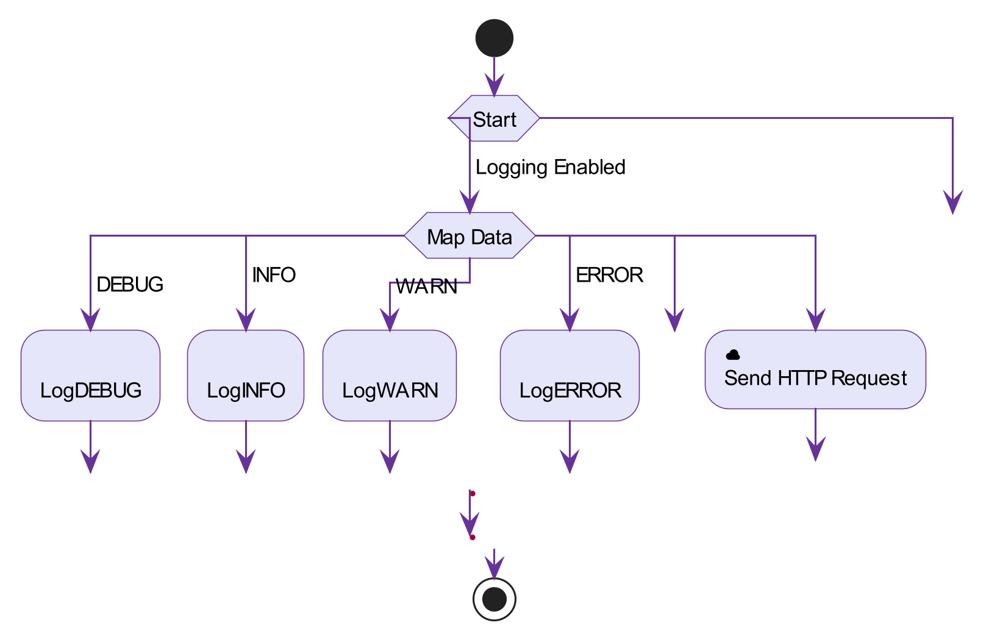 Start
Logging Enabled
Map Data
DEBUG
INFO
WARN
ERROR
LogDEBUG
LogINFO
LogWARN
LogERROR
Send HTTP Request